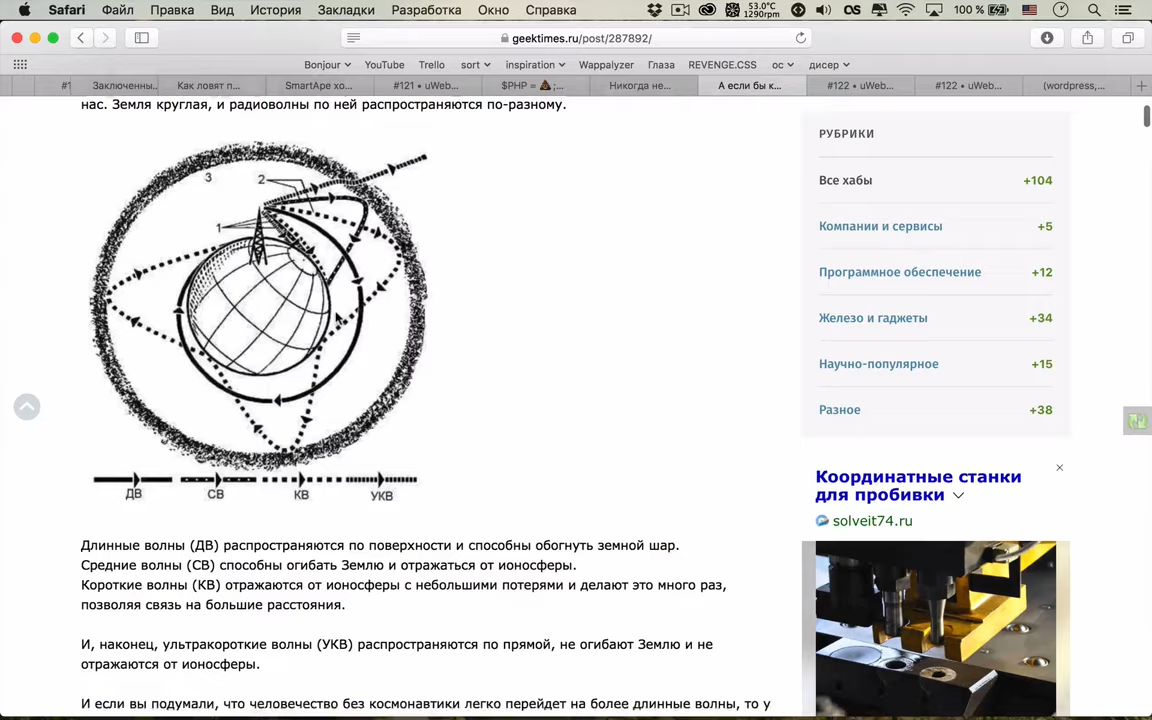 Safari Файл Правка Вид История Закладки Разработка Окно Справка 53.0°C 1290rpm 100 %
geektimes.ru/post/287892/
Bonjour YouTube Trello sort inspiration Wappalyzer Глаза REVENGE.CSS ос дисер
#1 Заключенны... Как ловят п... SmartApe хо... #121 ‹ uWeb... $PHP = 💩 ;... Никогда не... А если бы к... #122 ‹ uWeb... #122 ‹ uWeb... (wordpress,...
нас. Земля круглая, и радиоволны по ней распространяются по-разному.
3 2
1
ДВ СВ КВ УКВ
Длинные волны (ДВ) распространяются по поверхности и способны обогнуть земной шар.
Средние волны (СВ) способны огибать Землю и отражаться от ионосферы.
Короткие волны (КВ) отражаются от ионосферы с небольшими потерями и делают это много раз,
позволяя связь на большие расстояния.
И, наконец, ультракороткие волны (УКВ) распространяются по прямой, не огибают Землю и не
отражаются от ионосферы.
И если вы подумали, что человечество без космонавтики легко перейдет на более длинные волны, то у
РУБРИКИ
Все хабы +104
Компании и сервисы +5
Программное обеспечение +12
Железо и гаджеты +34
Научно-популярное +15
Разное +38
Координатные станки
для пробивки
solveit74.ru